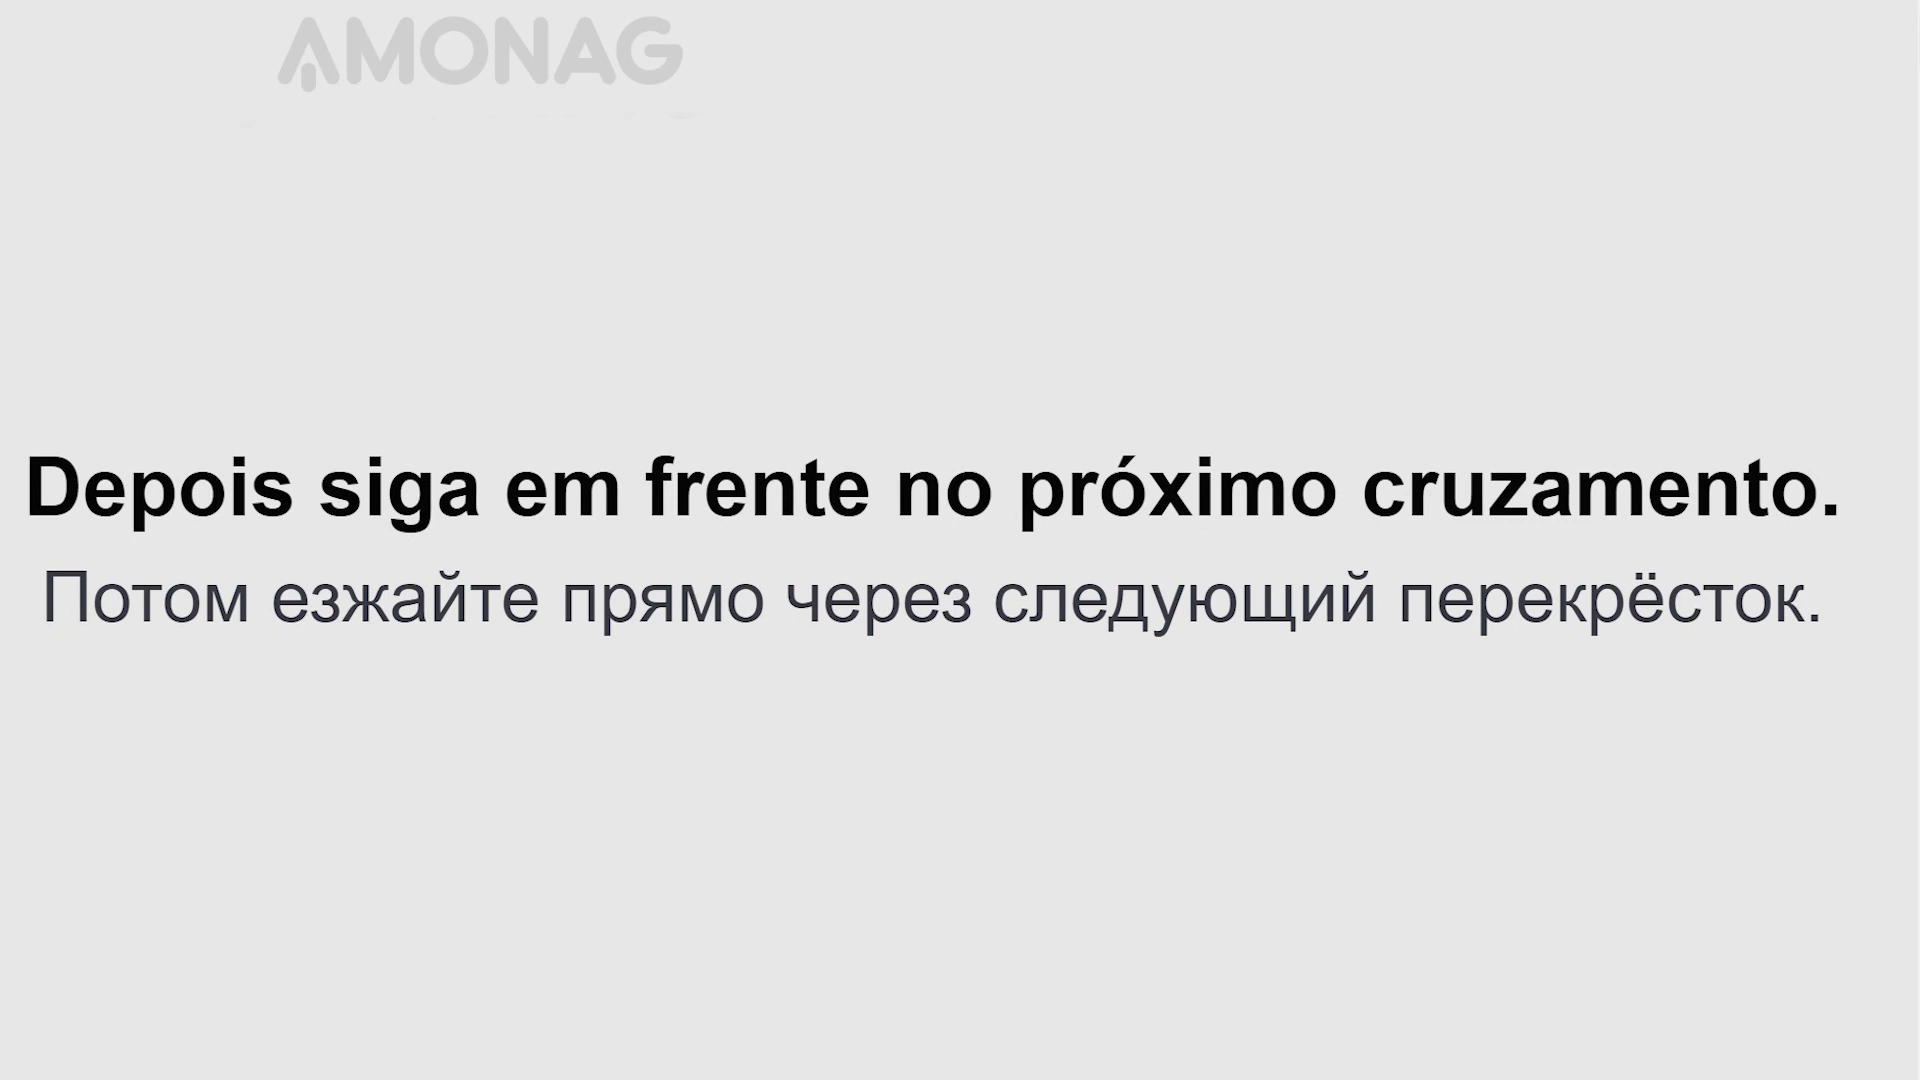 AMONAG
Depois siga em frente no próximo cruzamento.
Потом езжайте прямо через следующий перекрёсток.